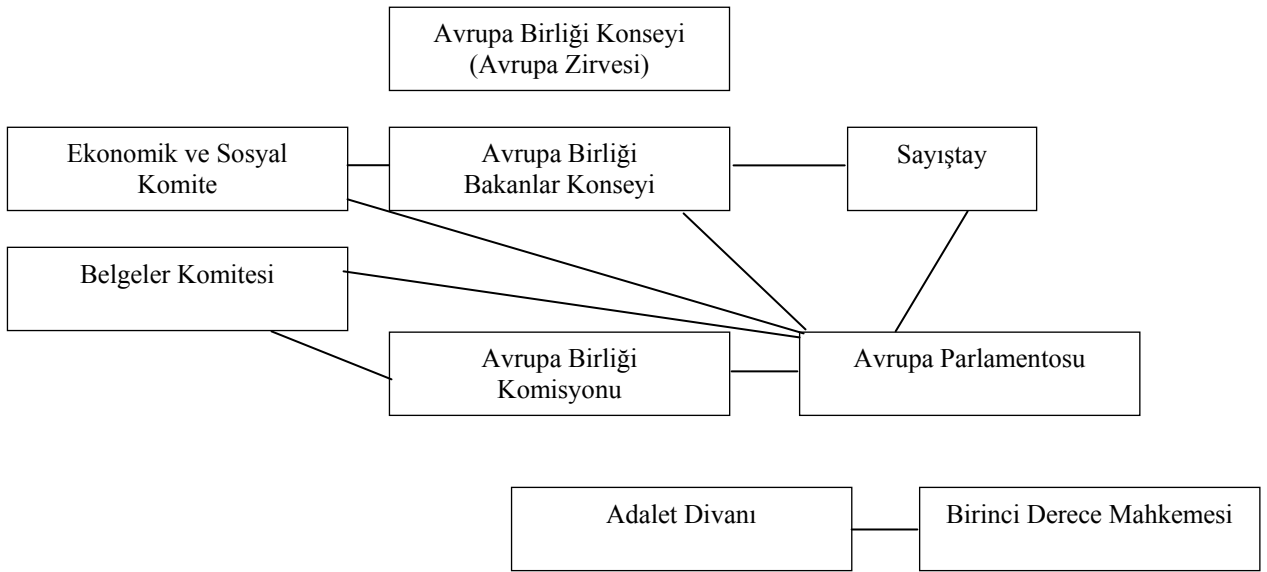 Avrupa Birliği Konseyi
(Avrupa Zirvesi)
Ekonomik ve Sosyal
Komite
Avrupa Birliği
Bakanlar Konseyi
Sayıştay
Belgeler Komitesi
Avrupa Birliği
Komisyonu
Avrupa Parlamentosu
Adalet Divanı
Birinci Derece Mahkemesi